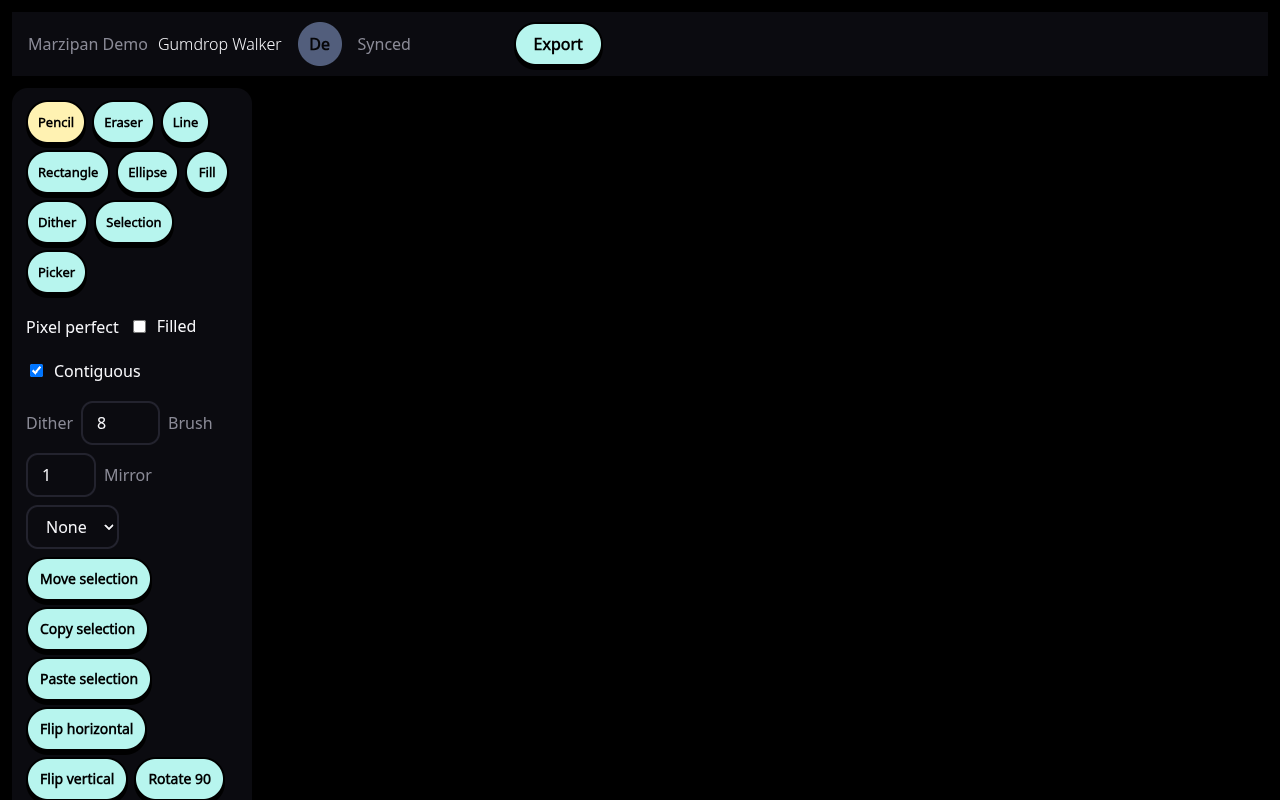 Marzipan Demo Gumdrop Walker De Synced Export
Pencil Eraser Line
Rectangle Ellipse Fill
Dither Selection
Picker
Pixel perfect Filled
Contiguous
Dither 8 Brush
1 Mirror
None
Move selection
Copy selection
Paste selection
Flip horizontal
Flip vertical Rotate 90